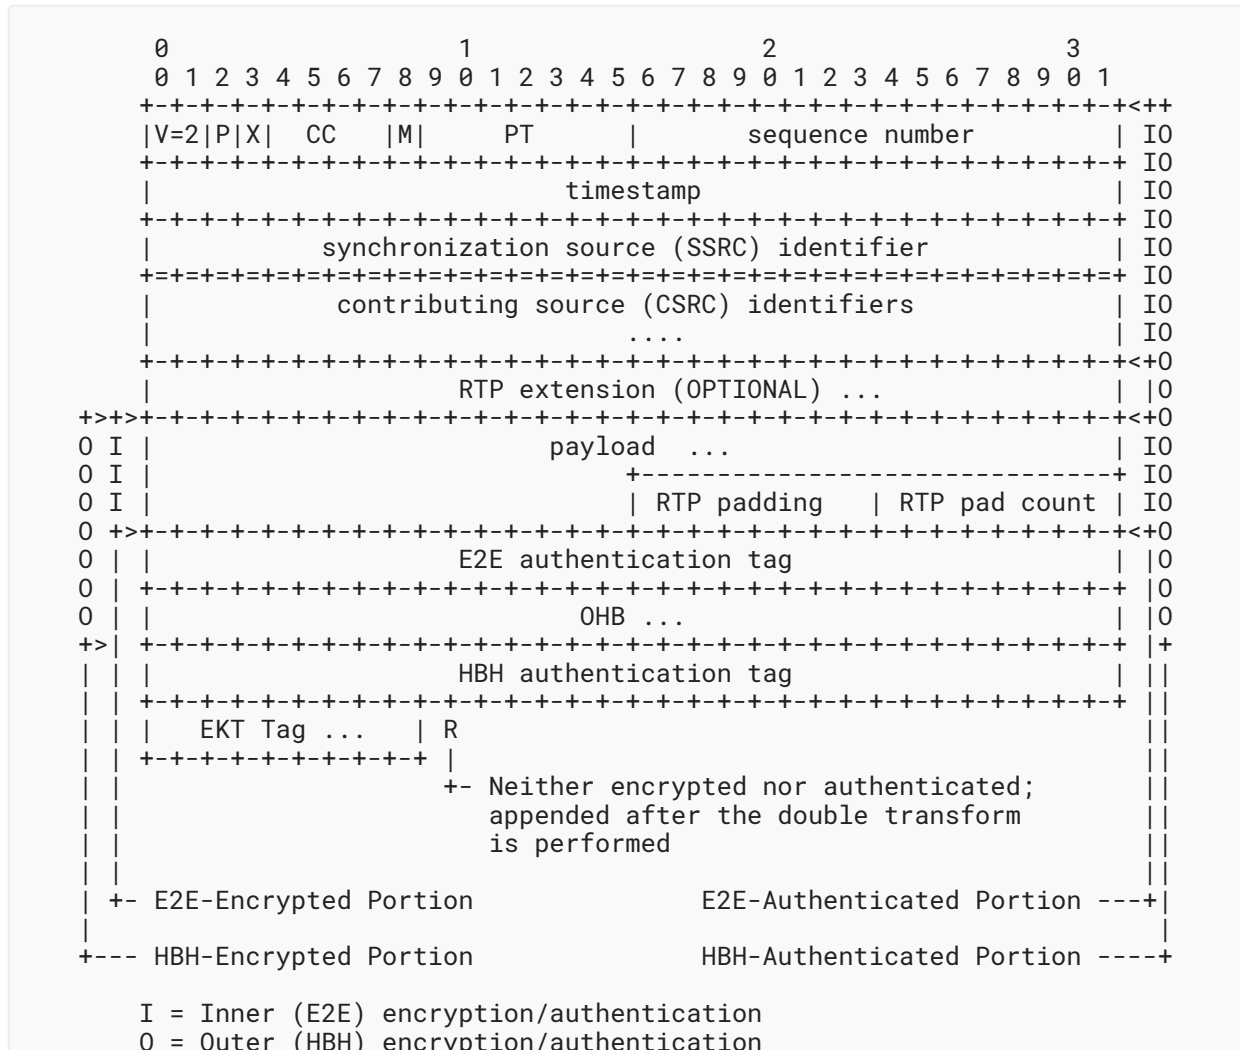 0                   1                   2                   3
 0 1 2 3 4 5 6 7 8 9 0 1 2 3 4 5 6 7 8 9 0 1 2 3 4 5 6 7 8 9 0 1
    +-+-+-+-+-+-+-+-+-+-+-+-+-+-+-+-+-+-+-+-+-+-+-+-+-+-+-+-+-+-+-+-+<++
    |V=2|P|X|  CC   |M|     PT      |       sequence number         | IO
    +-+-+-+-+-+-+-+-+-+-+-+-+-+-+-+-+-+-+-+-+-+-+-+-+-+-+-+-+-+-+-+-+ IO
    |                           timestamp                           | IO
    +-+-+-+-+-+-+-+-+-+-+-+-+-+-+-+-+-+-+-+-+-+-+-+-+-+-+-+-+-+-+-+-+ IO
    |           synchronization source (SSRC) identifier            | IO
    +=+=+=+=+=+=+=+=+=+=+=+=+=+=+=+=+=+=+=+=+=+=+=+=+=+=+=+=+=+=+=+=+ IO
    |            contributing source (CSRC) identifiers             | IO
    |                               ....                            | IO
    +-+-+-+-+-+-+-+-+-+-+-+-+-+-+-+-+-+-+-+-+-+-+-+-+-+-+-+-+-+-+-+-+<+O
    |                    RTP extension (OPTIONAL) ...               | |O
+>+>+-+-+-+-+-+-+-+-+-+-+-+-+-+-+-+-+-+-+-+-+-+-+-+-+-+-+-+-+-+-+-+-+<+O
O I |                          payload  ...                         | IO
O I |                               +-------------------------------+ IO
O I |                               | RTP padding   | RTP pad count | IO
O +>+-+-+-+-+-+-+-+-+-+-+-+-+-+-+-+-+-+-+-+-+-+-+-+-+-+-+-+-+-+-+-+-+<+O
O | |                    E2E authentication tag                     | |O
O | +-+-+-+-+-+-+-+-+-+-+-+-+-+-+-+-+-+-+-+-+-+-+-+-+-+-+-+-+-+-+-+-+ |O
O | |                            OHB ...                            | |O
+>| +-+-+-+-+-+-+-+-+-+-+-+-+-+-+-+-+-+-+-+-+-+-+-+-+-+-+-+-+-+-+-+-+ |+
| | |                    HBH authentication tag                     | ||
| | +-+-+-+-+-+-+-+-+-+-+-+-+-+-+-+-+-+-+-+-+-+-+-+-+-+-+-+-+-+-+-+-+ ||
| | |   EKT Tag ...   | R                                             ||
| | +-+-+-+-+-+-+-+-+-+ |                                             ||
| |                     +- Neither encrypted nor authenticated;       ||
| |                        appended after the double transform        ||
| |                        is performed                               ||
| |                                                                   ||
| +- E2E-Encrypted Portion               E2E-Authenticated Portion ---+|
|                                                                      |
+--- HBH-Encrypted Portion               HBH-Authenticated Portion ----+
    I = Inner (E2E) encryption/authentication
    O = Outer (HBH) encryption/authentication